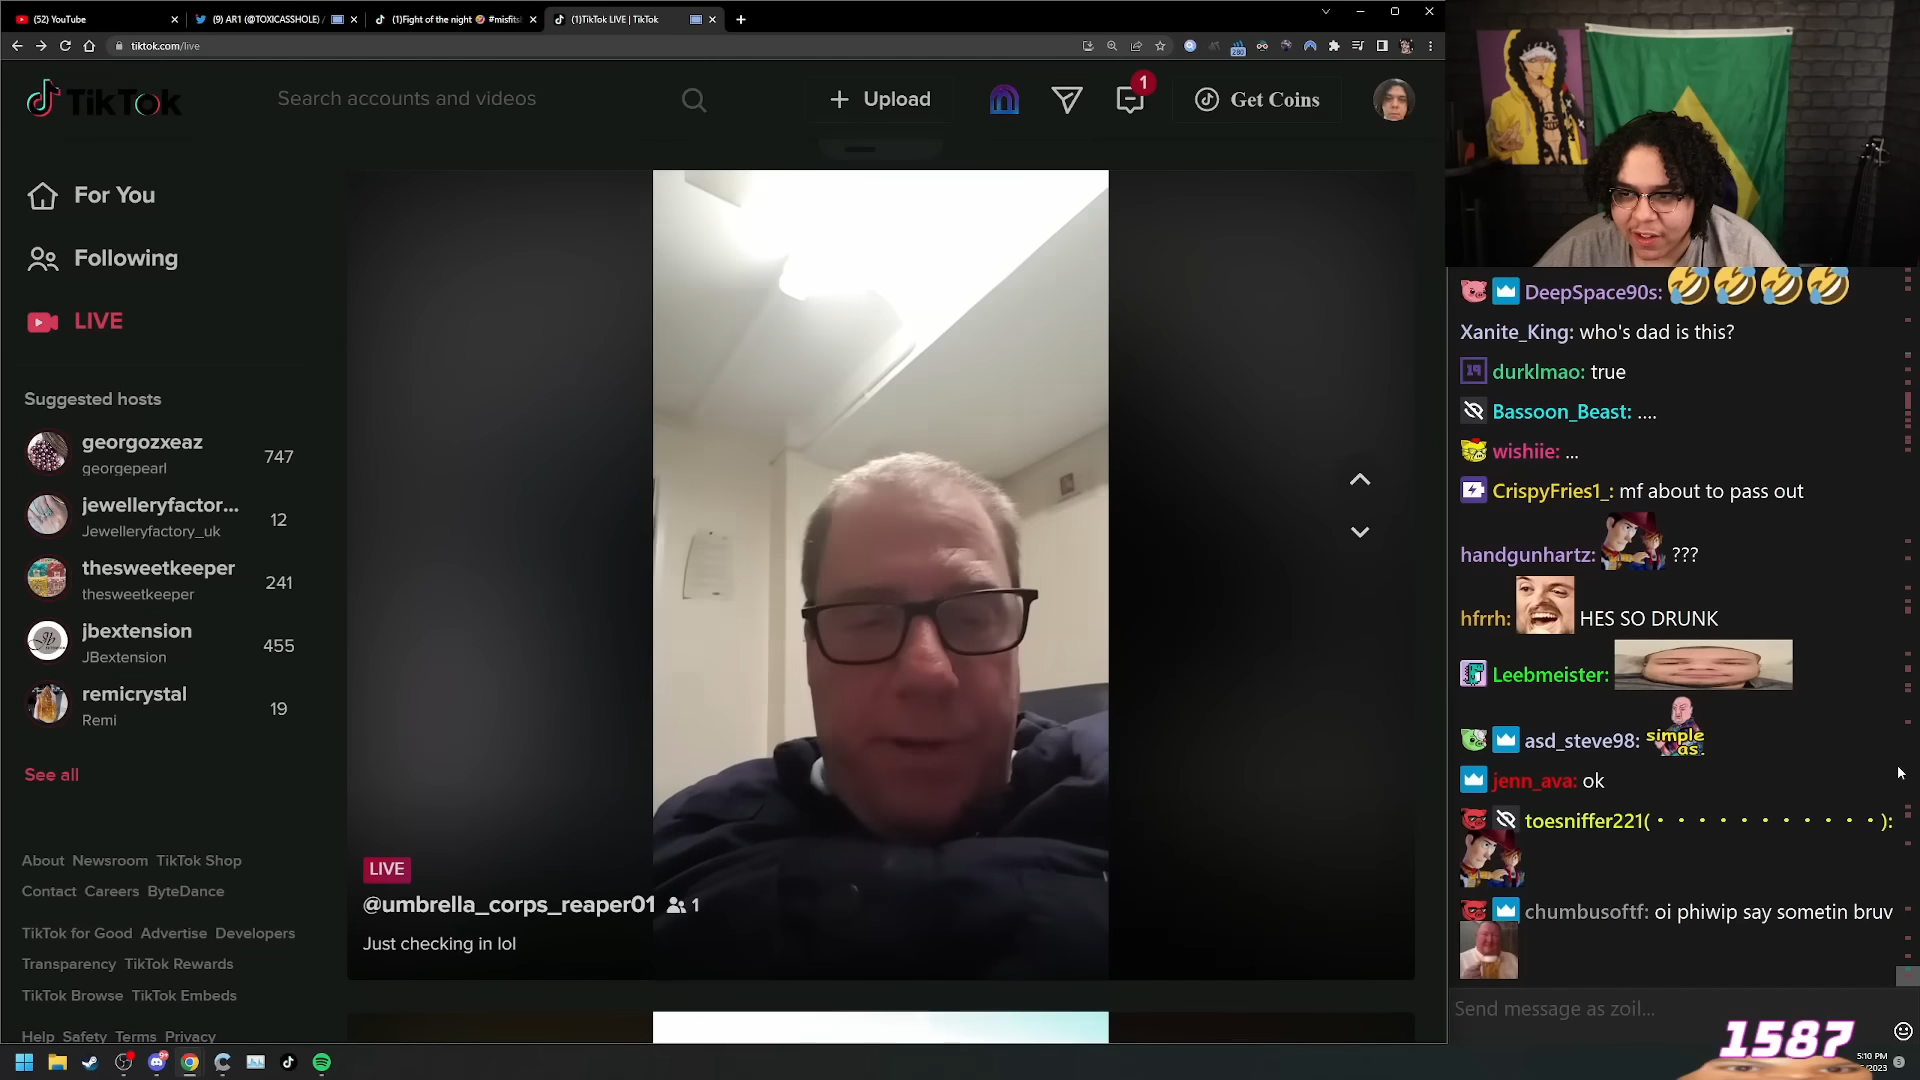 (52) YouTube
(9) AR1 (@TOXICASSHOLE) /
(1)Fight of the night 🤣 #misfits
(1)TikTok LIVE | TikTok
tiktok.com/live
280
TikTok
Search accounts and videos
Upload
1
Get Coins
For You
Following
LIVE
Suggested hosts
georgozxeaz
georgepearl
747
jewelleryfactor...
Jewelleryfactory_uk
12
thesweetkeeper
thesweetkeeper
241
jbextension
JBextension
455
remicrystal
Remi
19
See all
About Newsroom TikTok Shop
Contact Careers ByteDance
TikTok for Good Advertise Developers
Transparency TikTok Rewards
TikTok Browse TikTok Embeds
Help Safety Terms Privacy
LIVE
@umbrella_corps_reaper01 1
Just checking in lol
DeepSpace90s: 🤣🤣🤣🤣
Xanite_King: who's dad is this?
19 durklmao: true
Bassoon_Beast: ....
wishiie: ...
CrispyFries1_: mf about to pass out
handgunhartz: ???
hfrrh: HES SO DRUNK
Leebmeister:
asd_steve98: simple as.
jenn_ava: ok
toesniffer221(・・・・・・・・・・・):
chumbusoftf: oi phiwip say sometin bruv
Send message as zoil...
1587
5:10 PM
/2023
5